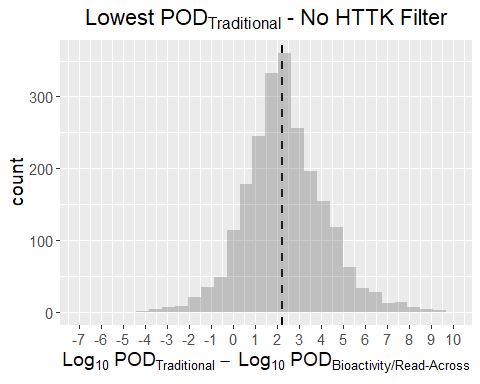 Lowest POD_Traditional - No HTTK Filter
count
300
200
100
0
-7 -6 -5 -4 -3 -2 -1 0 1 2 3 4 5 6 7 8 9 10
Log₁₀ POD_Traditional – Log₁₀ POD_Bioactivity/Read-Across